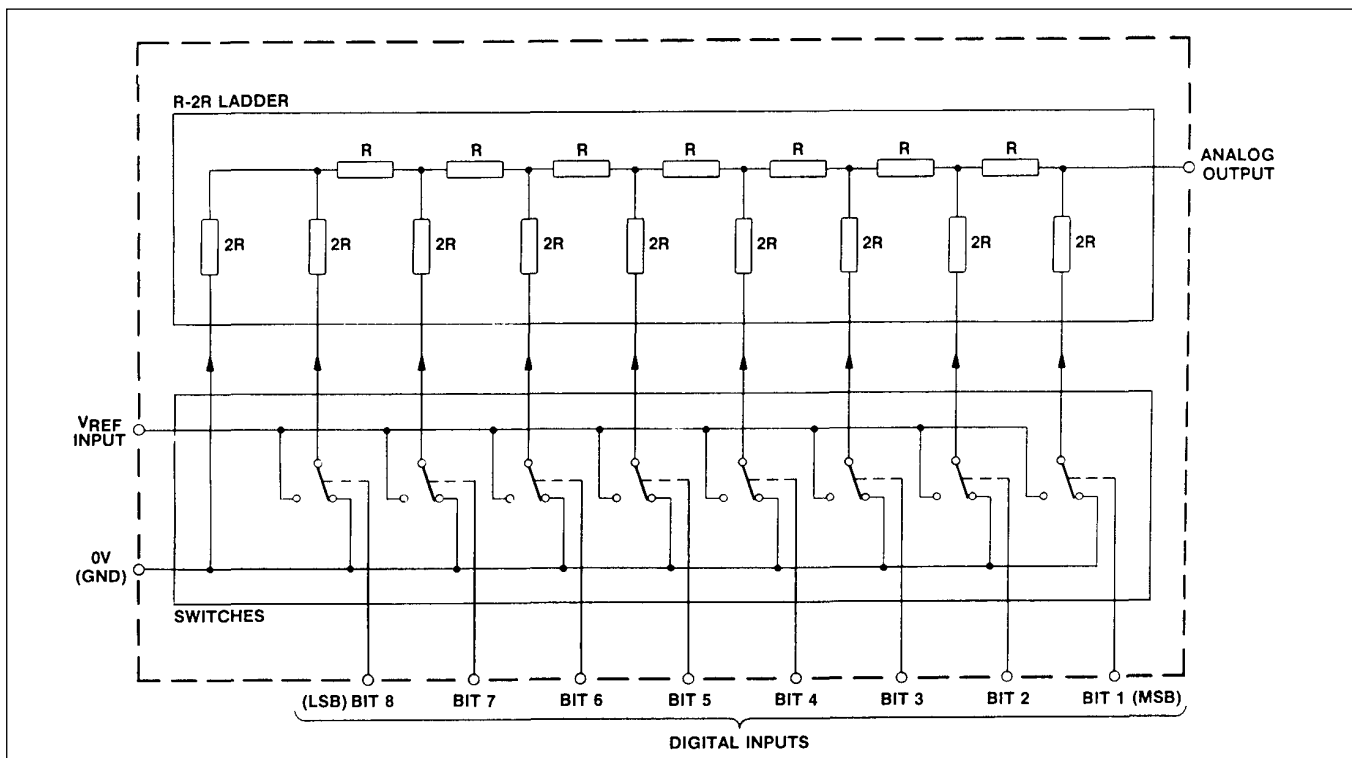 R-2R LADDER
R R R R R R R
ANALOG
OUTPUT
2R 2R 2R 2R 2R 2R 2R 2R 2R
VREF
INPUT
0V
(GND)
SWITCHES
(LSB) BIT 8 BIT 7 BIT 6 BIT 5 BIT 4 BIT 3 BIT 2 BIT 1 (MSB)
DIGITAL INPUTS